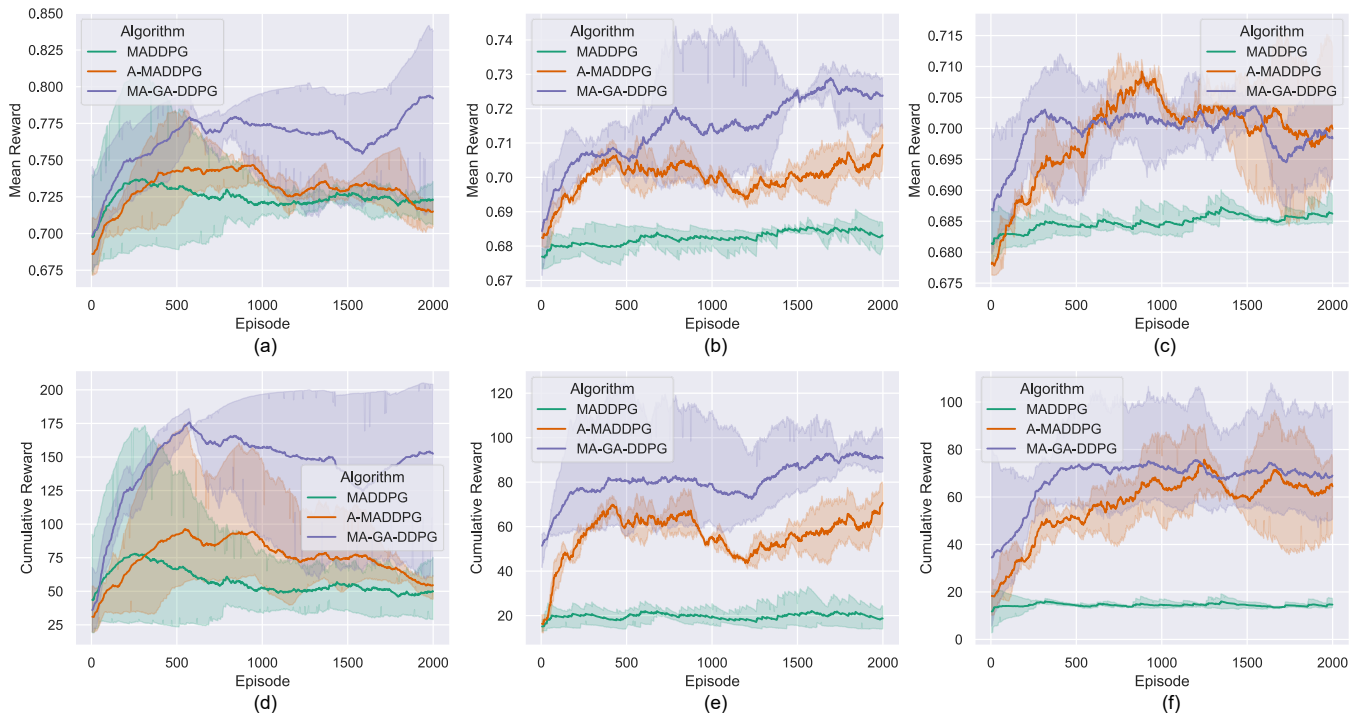 0.850
0.825
0.800
0.775
0.750
0.725
0.700
0.675
Mean Reward
Algorithm
MADDPG
A-MADDPG
MA-GA-DDPG
0 500 1000 1500 2000
Episode
(a)
0.74
0.73
0.72
0.71
0.70
0.69
0.68
0.67
Mean Reward
Algorithm
MADDPG
A-MADDPG
MA-GA-DDPG
0 500 1000 1500 2000
Episode
(b)
0.715
0.710
0.705
0.700
0.695
0.690
0.685
0.680
0.675
Mean Reward
Algorithm
MADDPG
A-MADDPG
MA-GA-DDPG
0 500 1000 1500 2000
Episode
(c)
200
175
150
125
100
75
50
25
Cumulative Reward
Algorithm
MADDPG
A-MADDPG
MA-GA-DDPG
0 500 1000 1500 2000
Episode
(d)
120
100
80
60
40
20
Cumulative Reward
Algorithm
MADDPG
A-MADDPG
MA-GA-DDPG
0 500 1000 1500 2000
Episode
(e)
100
80
60
40
20
0
Cumulative Reward
Algorithm
MADDPG
A-MADDPG
MA-GA-DDPG
0 500 1000 1500 2000
Episode
(f)